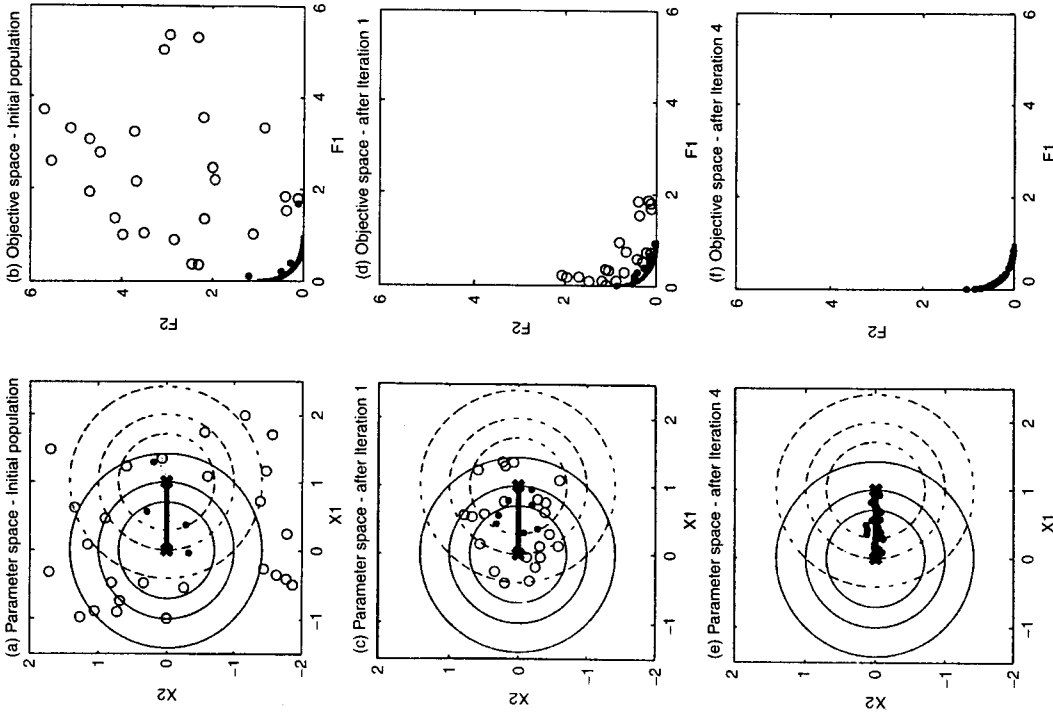 (a) Parameter space - Initial population
2
1
0
−1
−2
X2
−1
0
1
2
X1
(b) Objective space - Initial population
6
4
2
0
F2
0
2
4
6
F1
(c) Parameter space - after Iteration 1
2
1
0
−1
−2
X2
−1
0
1
2
X1
(d) Objective space - after Iteration 1
6
4
2
0
F2
0
2
4
6
F1
(e) Parameter space - after Iteration 4
2
1
0
−1
−2
X2
−1
0
1
2
X1
(f) Objective space - after Iteration 4
6
4
2
0
F2
0
2
4
6
F1